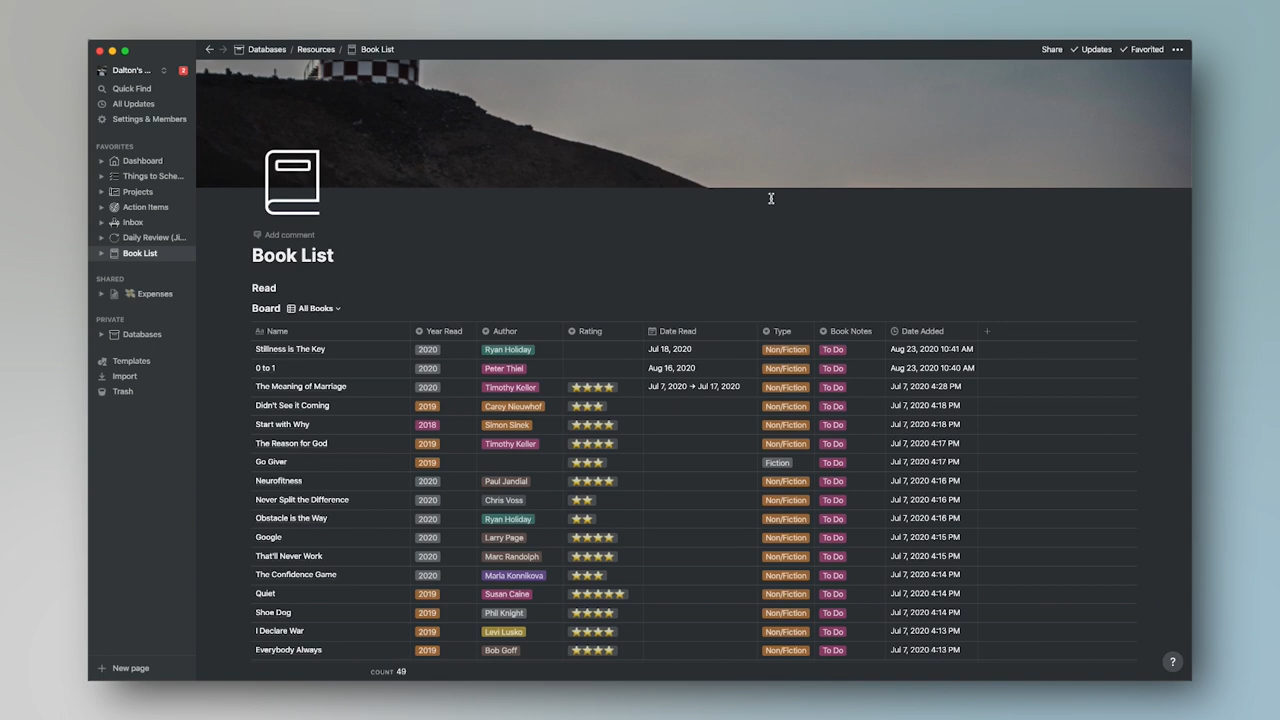 Databases / Resources / Book List
Share Updates Favorited •••
Dalton's ... 2
Quick Find
All Updates
Settings & Members
FAVORITES
Dashboard
Things to Sche...
Projects
Action Items
Inbox
Daily Review (Ji...
Book List
SHARED
Expenses
PRIVATE
Databases
Templates
Import
Trash
New page
Add comment
Book List
Read
Board All Books
Aa Name Year Read Author Rating Date Read Type Book Notes Date Added +
Stillness is The Key 2020 Ryan Holiday Jul 18, 2020 Non/Fiction To Do Aug 23, 2020 10:41 AM
0 to 1 2020 Peter Thiel Aug 16, 2020 Non/Fiction To Do Aug 23, 2020 10:40 AM
The Meaning of Marriage 2020 Timothy Keller ⭐⭐⭐⭐ Jul 7, 2020 → Jul 17, 2020 Non/Fiction To Do Jul 7, 2020 4:28 PM
Didn't See it Coming 2019 Carey Nieuwhof ⭐⭐⭐ Non/Fiction To Do Jul 7, 2020 4:18 PM
Start with Why 2018 Simon Sinek ⭐⭐⭐⭐ Non/Fiction To Do Jul 7, 2020 4:18 PM
The Reason for God 2019 Timothy Keller ⭐⭐⭐⭐ Non/Fiction To Do Jul 7, 2020 4:17 PM
Go Giver 2019 ⭐⭐⭐ Fiction To Do Jul 7, 2020 4:17 PM
Neurofitness 2020 Paul Jandial ⭐⭐⭐⭐ Non/Fiction To Do Jul 7, 2020 4:16 PM
Never Split the Difference 2020 Chris Voss ⭐⭐ Non/Fiction To Do Jul 7, 2020 4:16 PM
Obstacle is the Way 2020 Ryan Holiday ⭐⭐ Non/Fiction To Do Jul 7, 2020 4:16 PM
Google 2020 Larry Page ⭐⭐⭐⭐ Non/Fiction To Do Jul 7, 2020 4:15 PM
That'll Never Work 2020 Marc Randolph ⭐⭐⭐⭐ Non/Fiction To Do Jul 7, 2020 4:15 PM
The Confidence Game 2020 Maria Konnikova ⭐⭐⭐ Non/Fiction To Do Jul 7, 2020 4:14 PM
Quiet 2019 Susan Caine ⭐⭐⭐⭐⭐ Non/Fiction To Do Jul 7, 2020 4:14 PM
Shoe Dog 2019 Phil Knight ⭐⭐⭐⭐ Non/Fiction To Do Jul 7, 2020 4:14 PM
I Declare War 2019 Levi Lusko ⭐⭐⭐⭐ Non/Fiction To Do Jul 7, 2020 4:13 PM
Everybody Always 2019 Bob Goff ⭐⭐⭐⭐ Non/Fiction To Do Jul 7, 2020 4:13 PM
COUNT 49
?